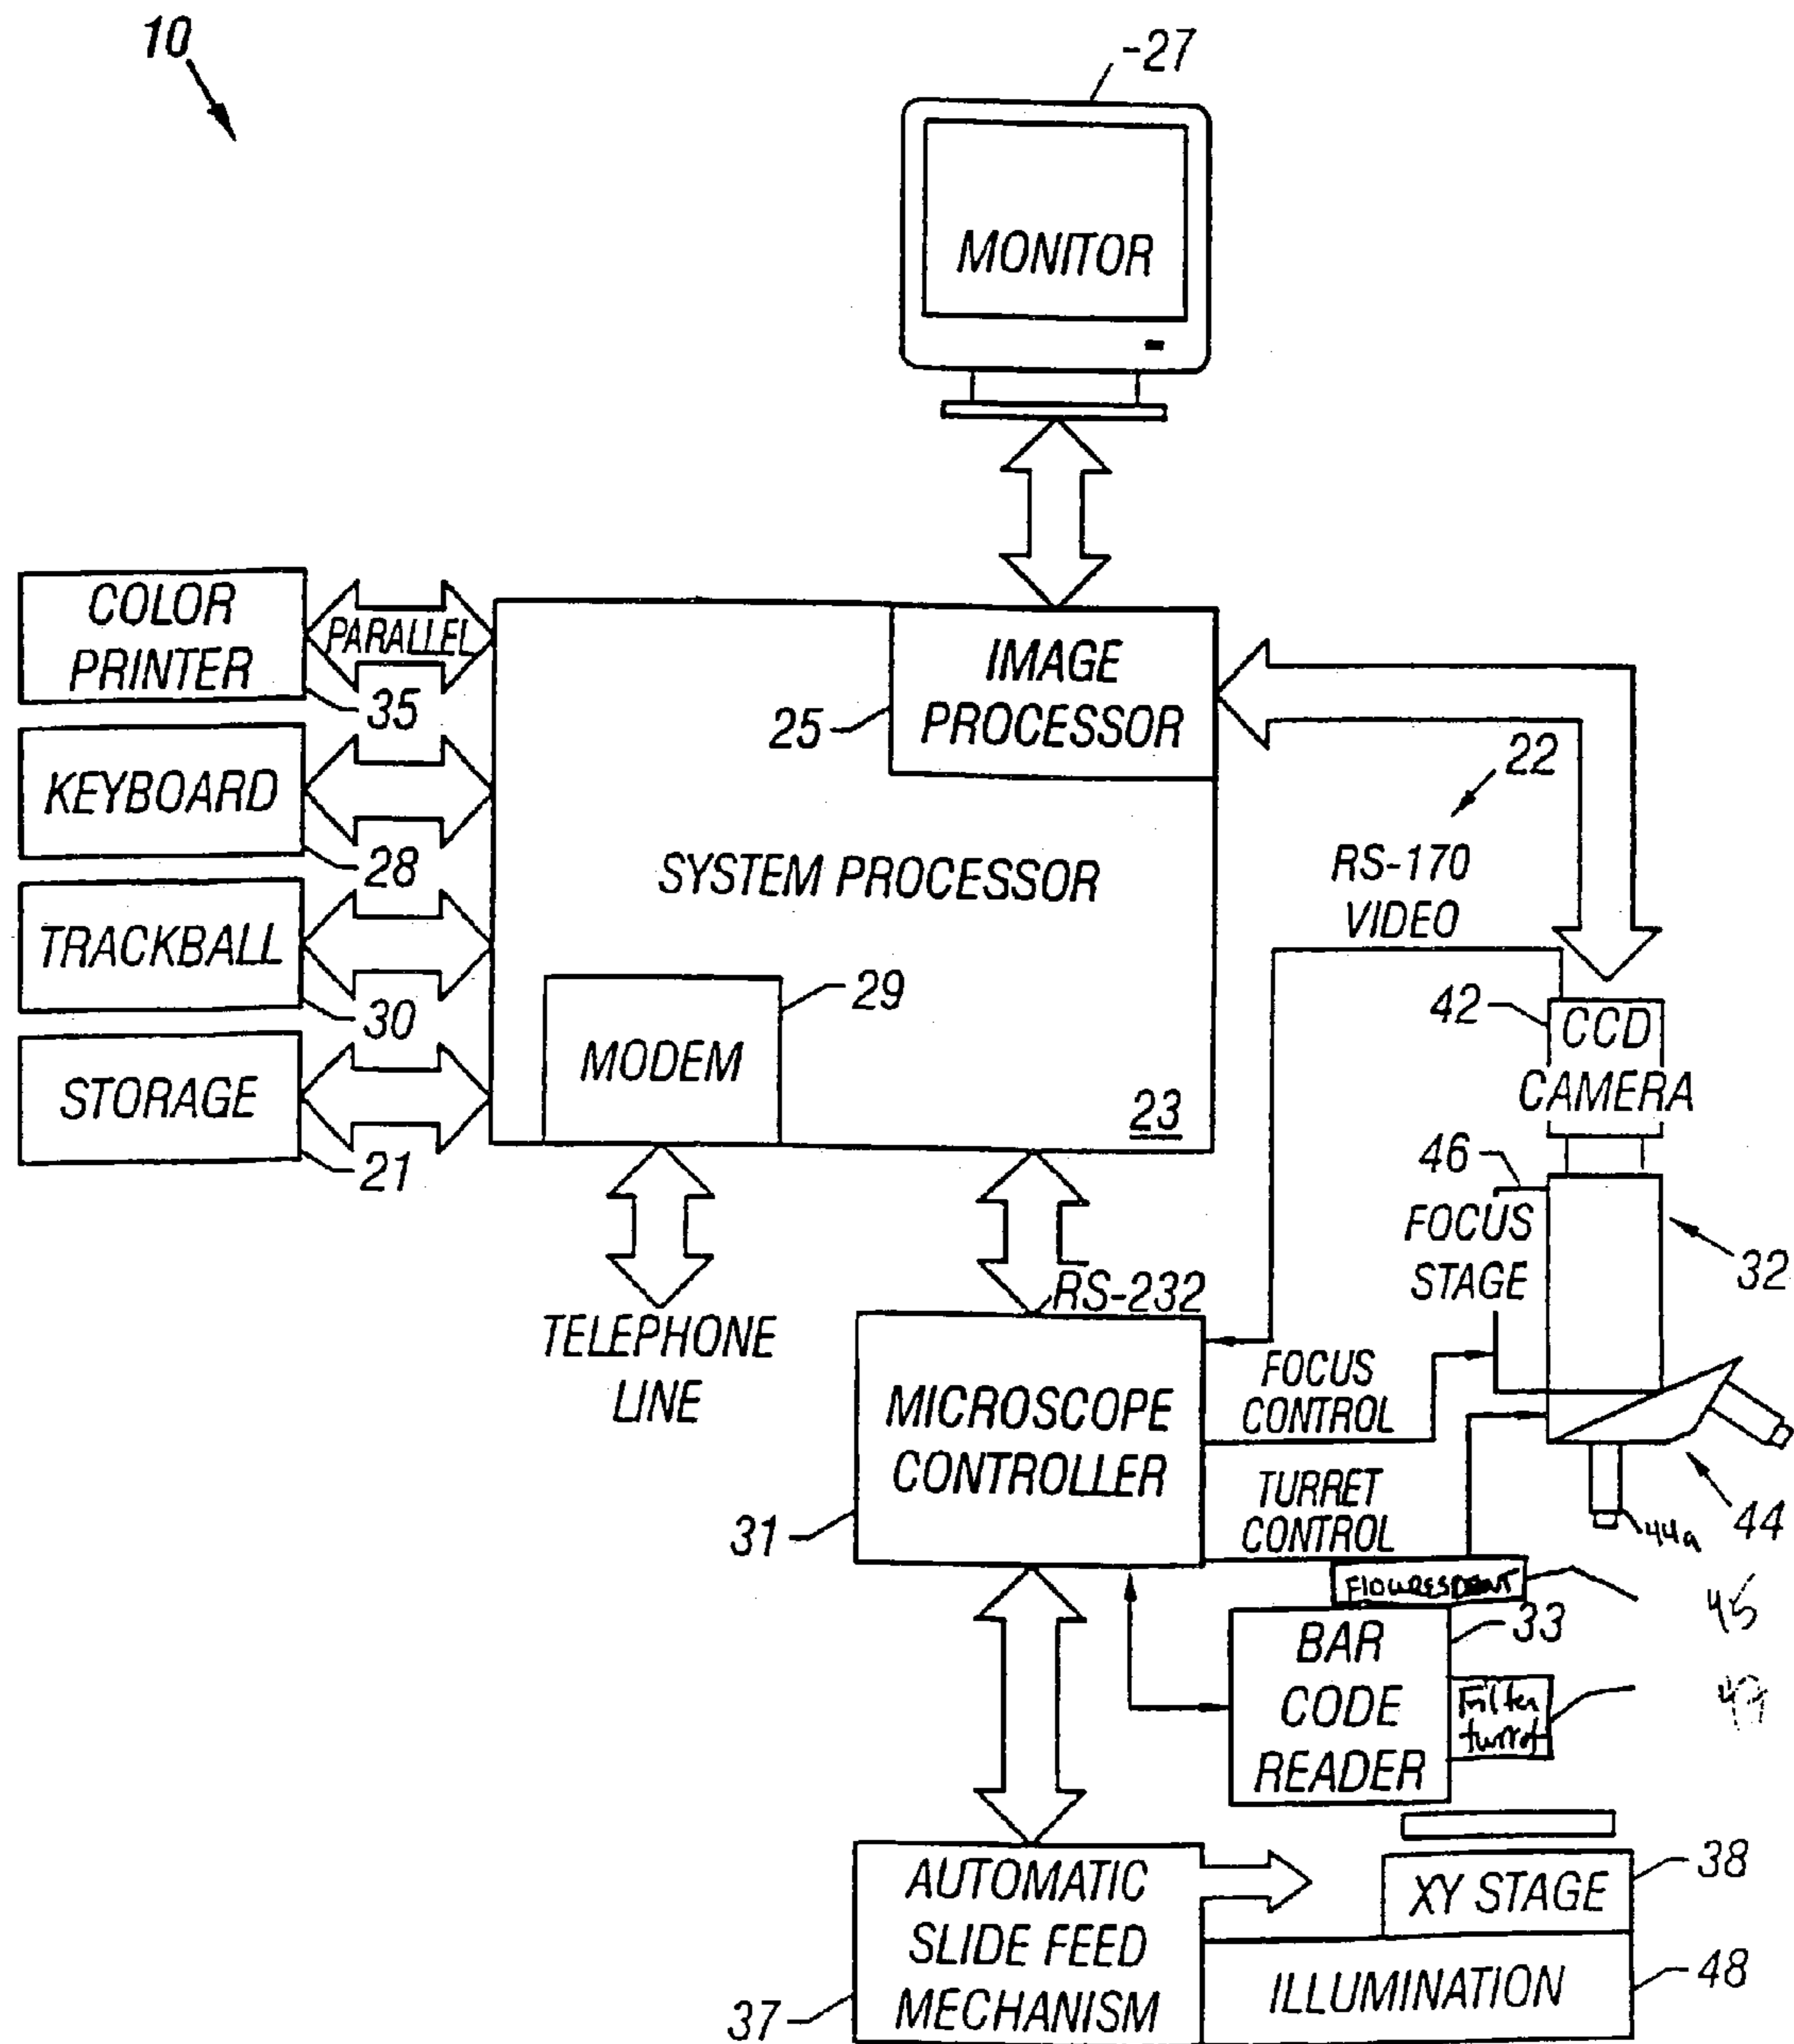 10
-27
MONITOR
COLOR
PRINTER
PARALLEL
35
KEYBOARD
28
TRACKBALL
30
STORAGE
21
IMAGE
PROCESSOR
25
SYSTEM PROCESSOR
MODEM
29
23
TELEPHONE
LINE
RS-232
22
RS-170
VIDEO
42
CCD
CAMERA
46
FOCUS
STAGE
32
MICROSCOPE
CONTROLLER
31
FOCUS
CONTROL
TURRET
CONTROL
44
44a
FLOURESDENT
45
BAR
CODE
READER
33
Filter
turret
AUTOMATIC
SLIDE FEED
MECHANISM
37
XY STAGE
38
ILLUMINATION
48